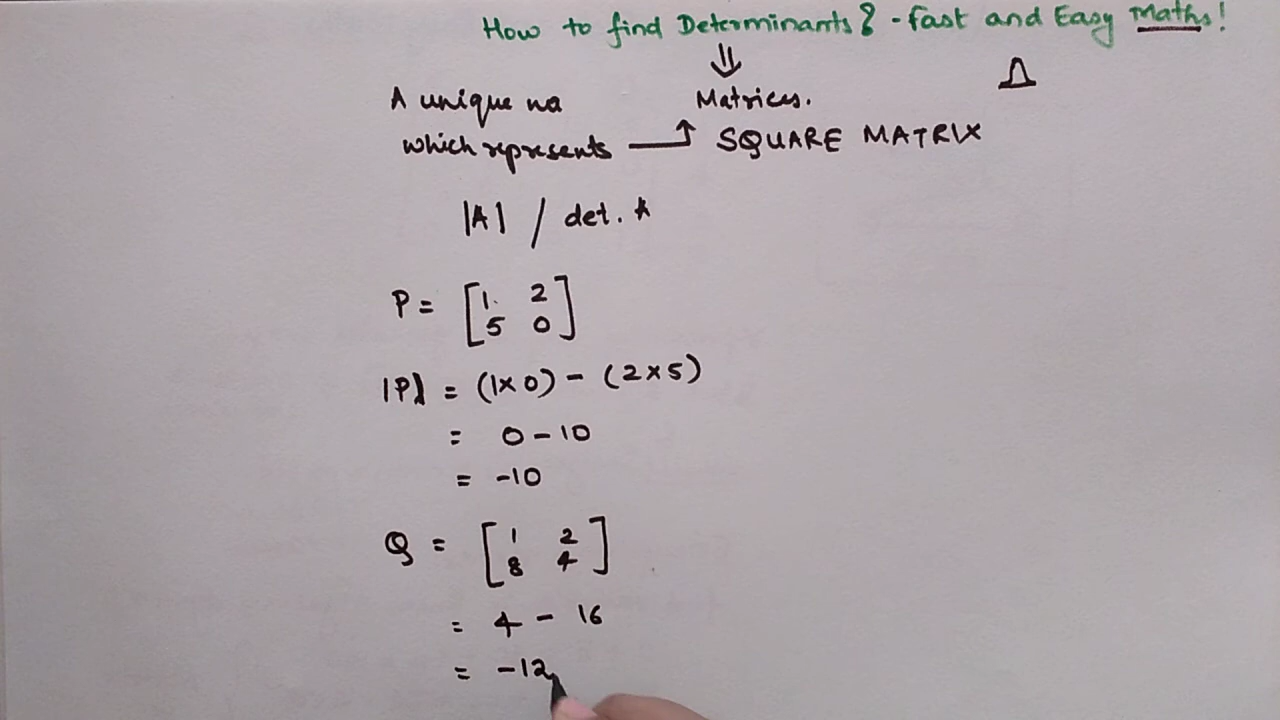 How to find Determinants? - Fast and Easy Maths!
⇓
A unique no Matrices. Δ
which represents → SQUARE MATRIX
|A| / det. A
P = [1 2
5 0]
|P| = (1×0) - (2×5)
= 0 - 10
= -10
Q = [1 2
8 4]
= 4 - 16
= -12